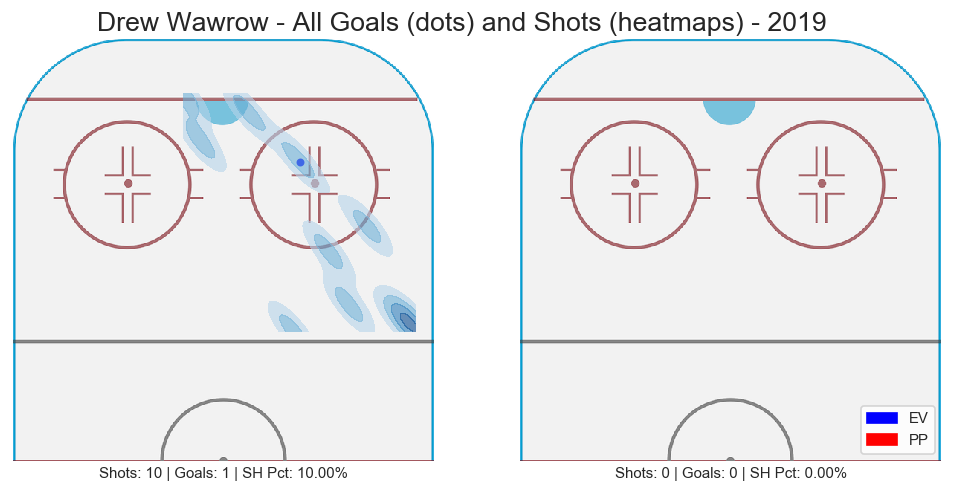 Drew Wawrow - All Goals (dots) and Shots (heatmaps) - 2019
EV
PP
Shots: 10 | Goals: 1 | SH Pct: 10.00%
Shots: 0 | Goals: 0 | SH Pct: 0.00%